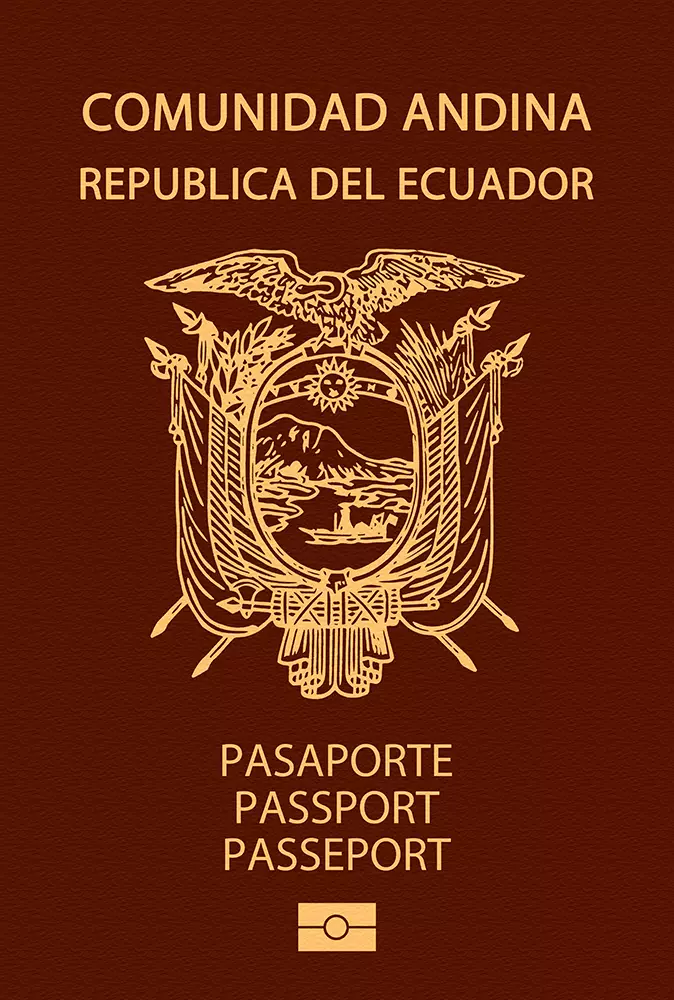 COMUNIDAD ANDINA
REPUBLICA DEL ECUADOR
PASAPORTE
PASSPORT
PASSEPORT